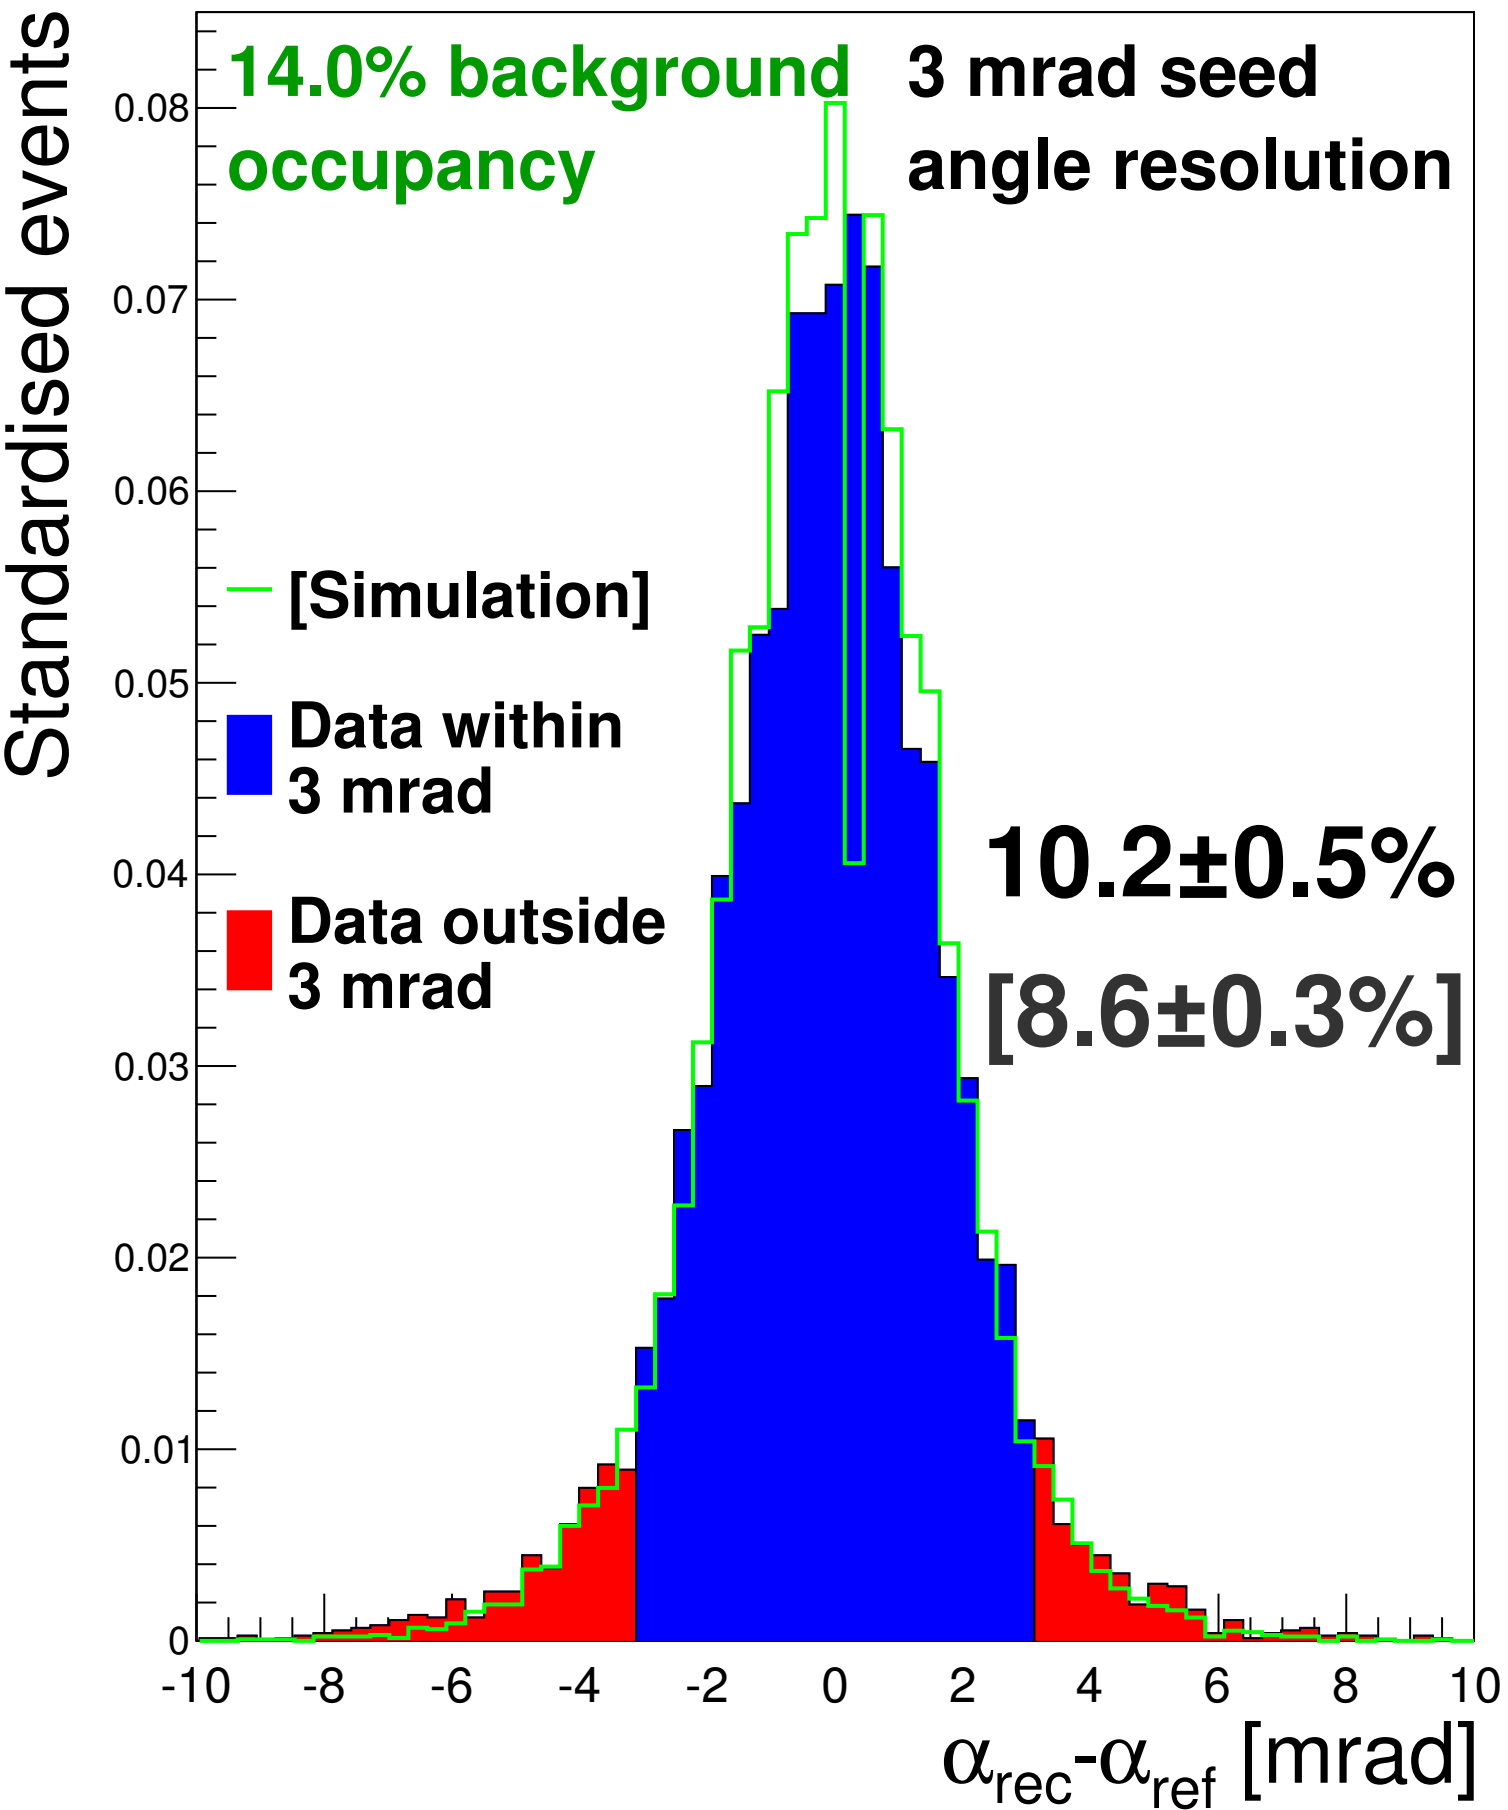 Standardised events
14.0% background
occupancy
3 mrad seed
angle resolution
0.08
0.07
0.06
0.05
0.04
0.03
0.02
0.01
0
[Simulation]
Data within
3 mrad
Data outside
3 mrad
10.2±0.5%
[8.6±0.3%]
-10 -8 -6 -4 -2 0 2 4 6 8 10
αrec-αref [mrad]